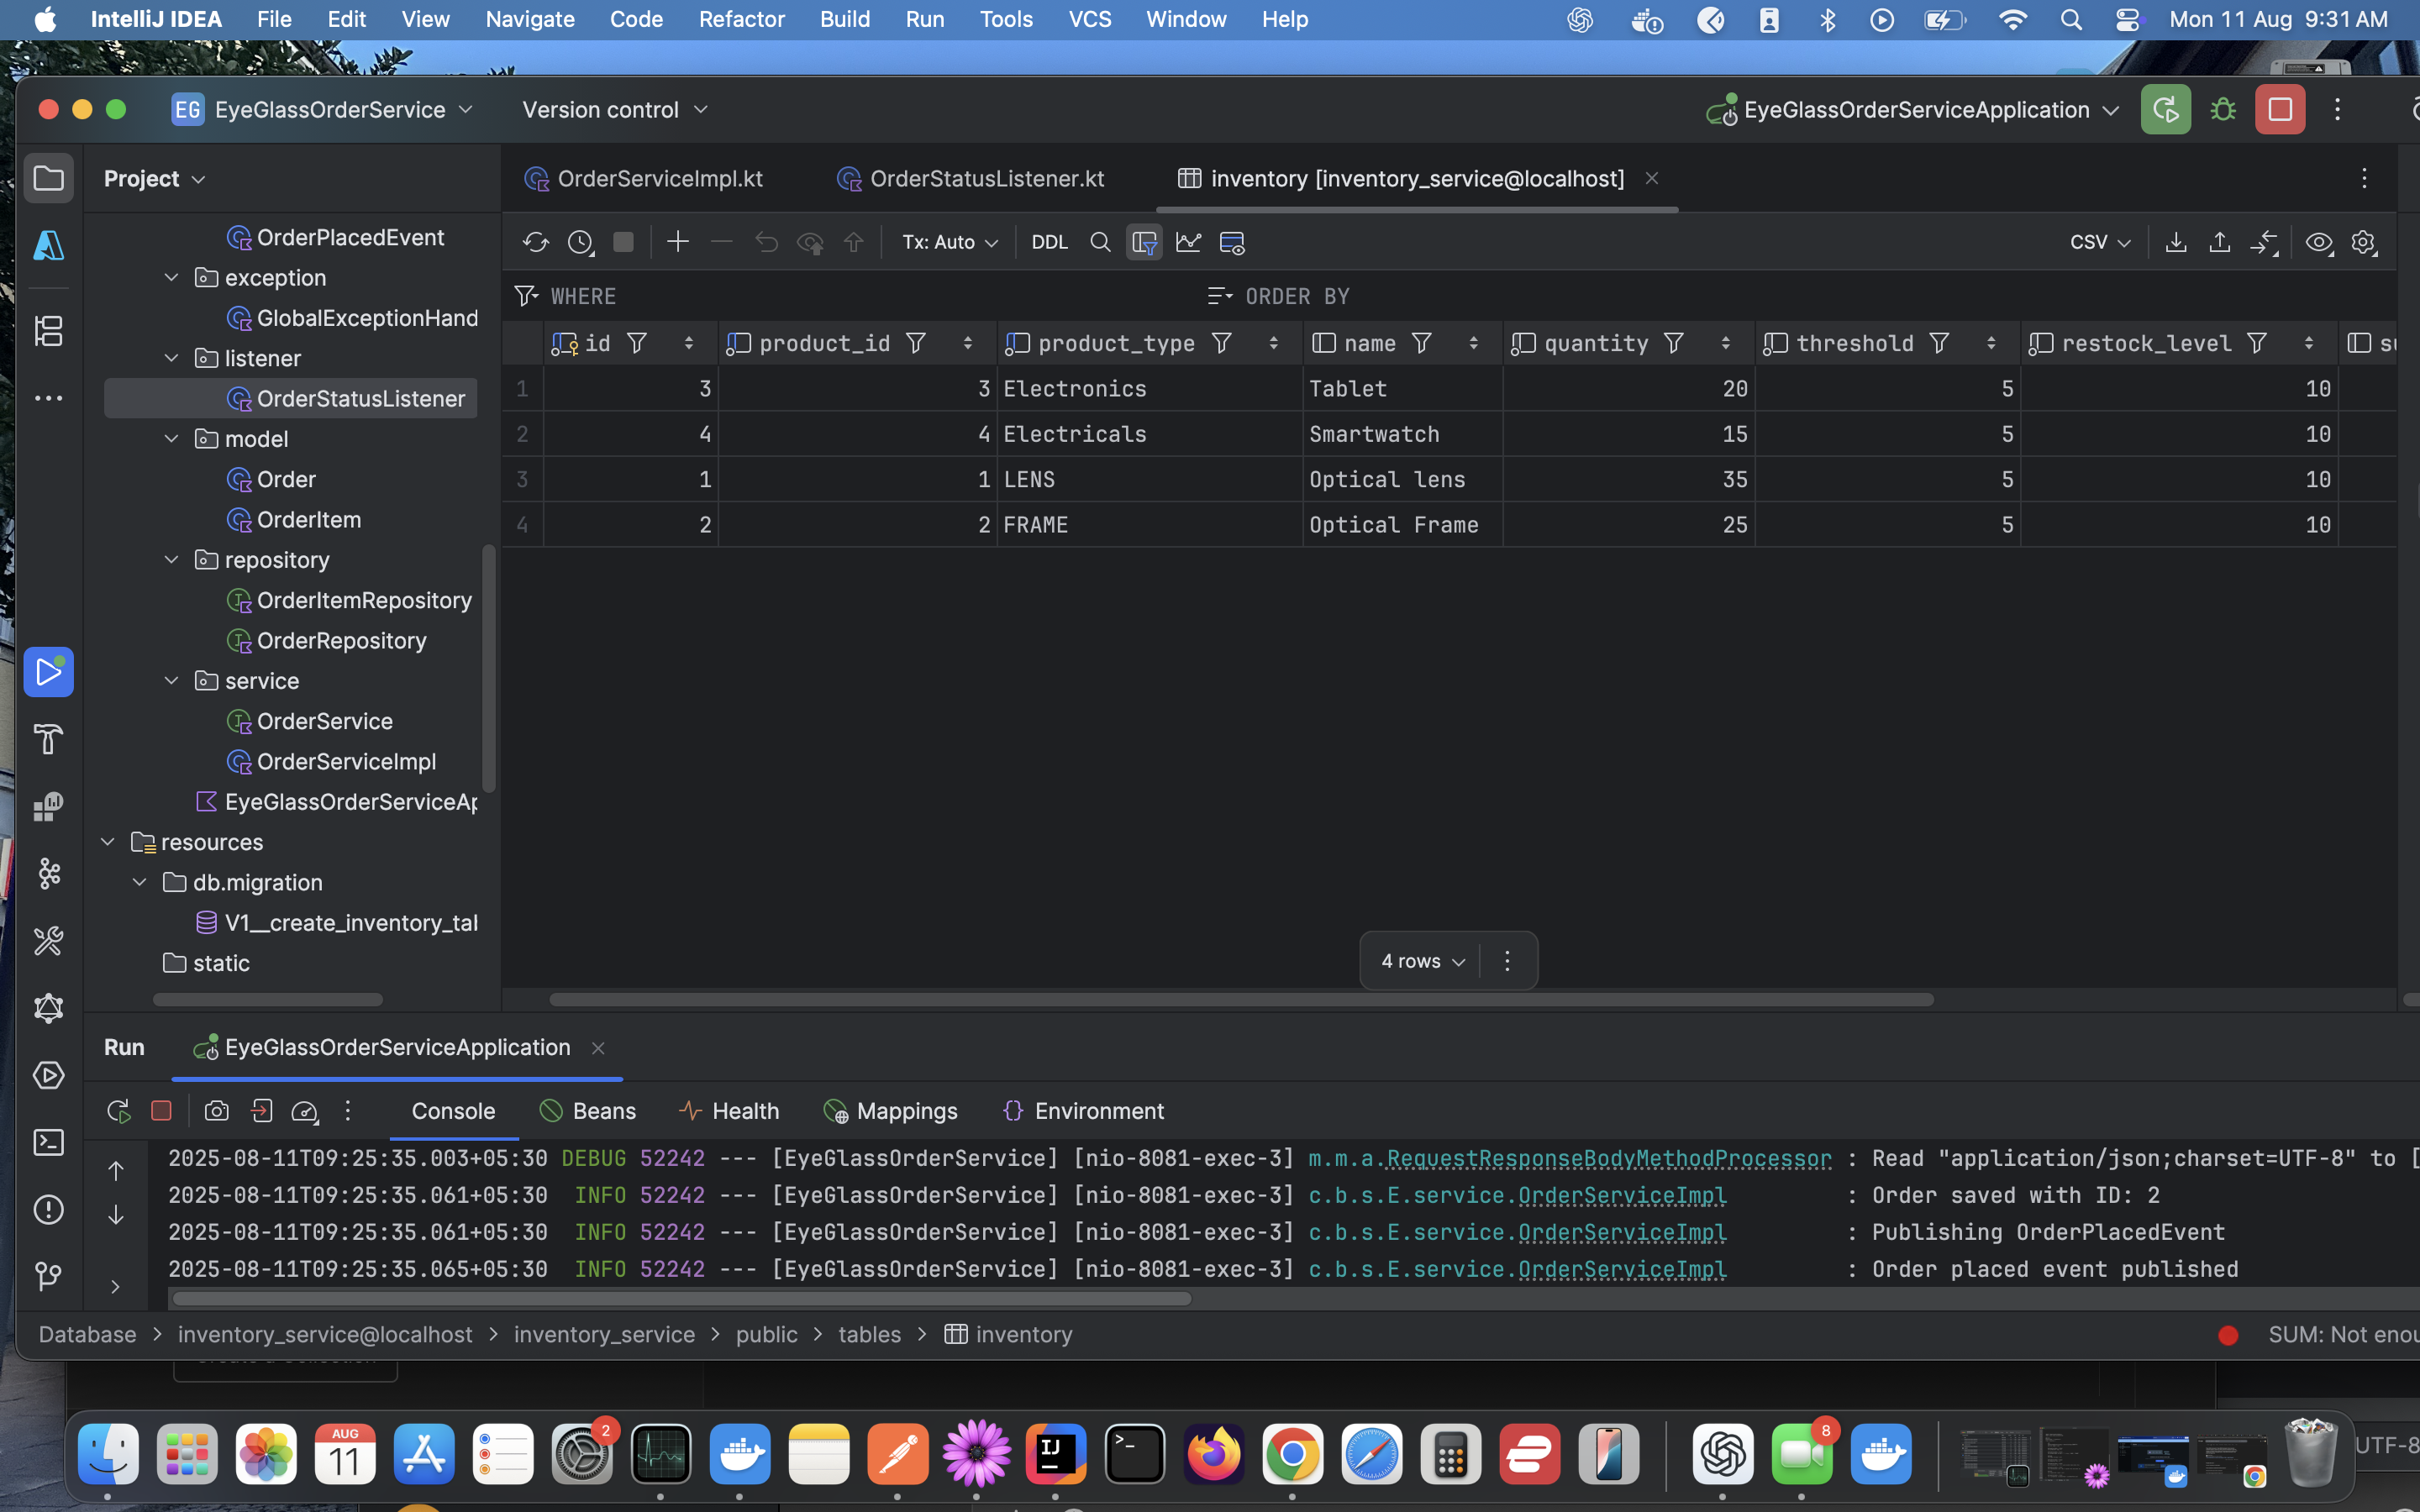 IntelliJ IDEA File Edit View Navigate Code Refactor Build Run Tools VCS Window Help Mon 11 Aug 9:31 AM
EG EyeGlassOrderService Version control EyeGlassOrderServiceApplication
Project
OrderServiceImpl.kt OrderStatusListener.kt inventory [inventory_service@localhost]
OrderPlacedEvent
exception
GlobalExceptionHand
listener
OrderStatusListener
model
Order
OrderItem
repository
OrderItemRepository
OrderRepository
service
OrderService
OrderServiceImpl
EyeGlassOrderServiceAp
resources
db.migration
V1__create_inventory_tal
static
Tx: Auto DDL CSV
WHERE ORDER BY
id product_id product_type name quantity threshold restock_level su
1 3 3 Electronics Tablet 20 5 10
2 4 4 Electricals Smartwatch 15 5 10
3 1 1 LENS Optical lens 35 5 10
4 2 2 FRAME Optical Frame 25 5 10
4 rows
Run EyeGlassOrderServiceApplication
Console Beans Health Mappings Environment
2025-08-11T09:25:35.003+05:30 DEBUG 52242 --- [EyeGlassOrderService] [nio-8081-exec-3] m.m.a.RequestResponseBodyMethodProcessor : Read "application/json;charset=UTF-8" to [
2025-08-11T09:25:35.061+05:30 INFO 52242 --- [EyeGlassOrderService] [nio-8081-exec-3] c.b.s.E.service.OrderServiceImpl : Order saved with ID: 2
2025-08-11T09:25:35.061+05:30 INFO 52242 --- [EyeGlassOrderService] [nio-8081-exec-3] c.b.s.E.service.OrderServiceImpl : Publishing OrderPlacedEvent
2025-08-11T09:25:35.065+05:30 INFO 52242 --- [EyeGlassOrderService] [nio-8081-exec-3] c.b.s.E.service.OrderServiceImpl : Order placed event published
Database > inventory_service@localhost > inventory_service > public > tables > inventory SUM: Not enou
AUG
11
2
IJ
8
UTF-8